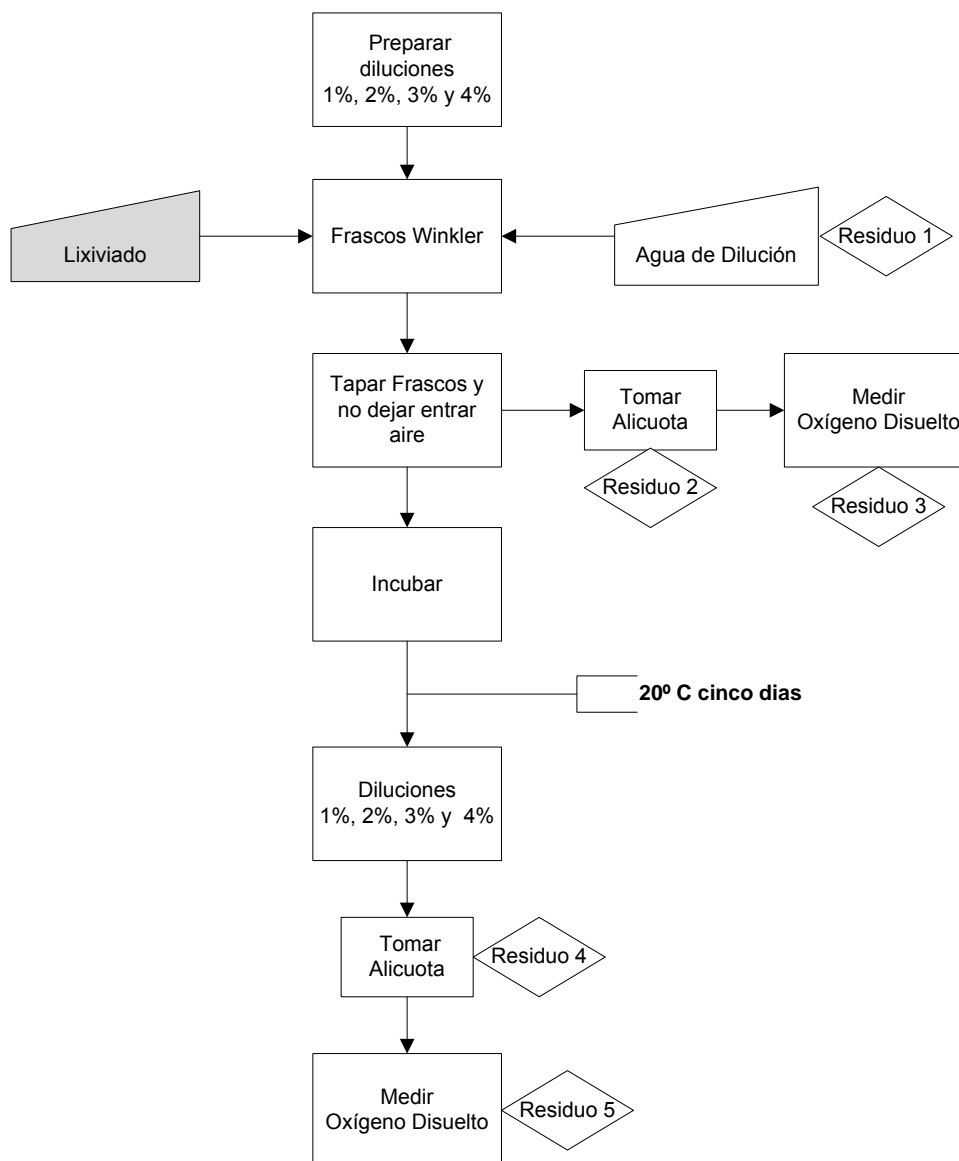 Preparar
diluciones
1%, 2%, 3% y 4%
Lixiviado
Frascos Winkler
Agua de Dilución
Residuo 1
Tapar Frascos y
no dejar entrar
aire
Tomar
Alicuota
Residuo 2
Medir
Oxígeno Disuelto
Residuo 3
Incubar
20º C cinco dias
Diluciones
1%, 2%, 3% y 4%
Tomar
Alicuota
Residuo 4
Medir
Oxígeno Disuelto
Residuo 5